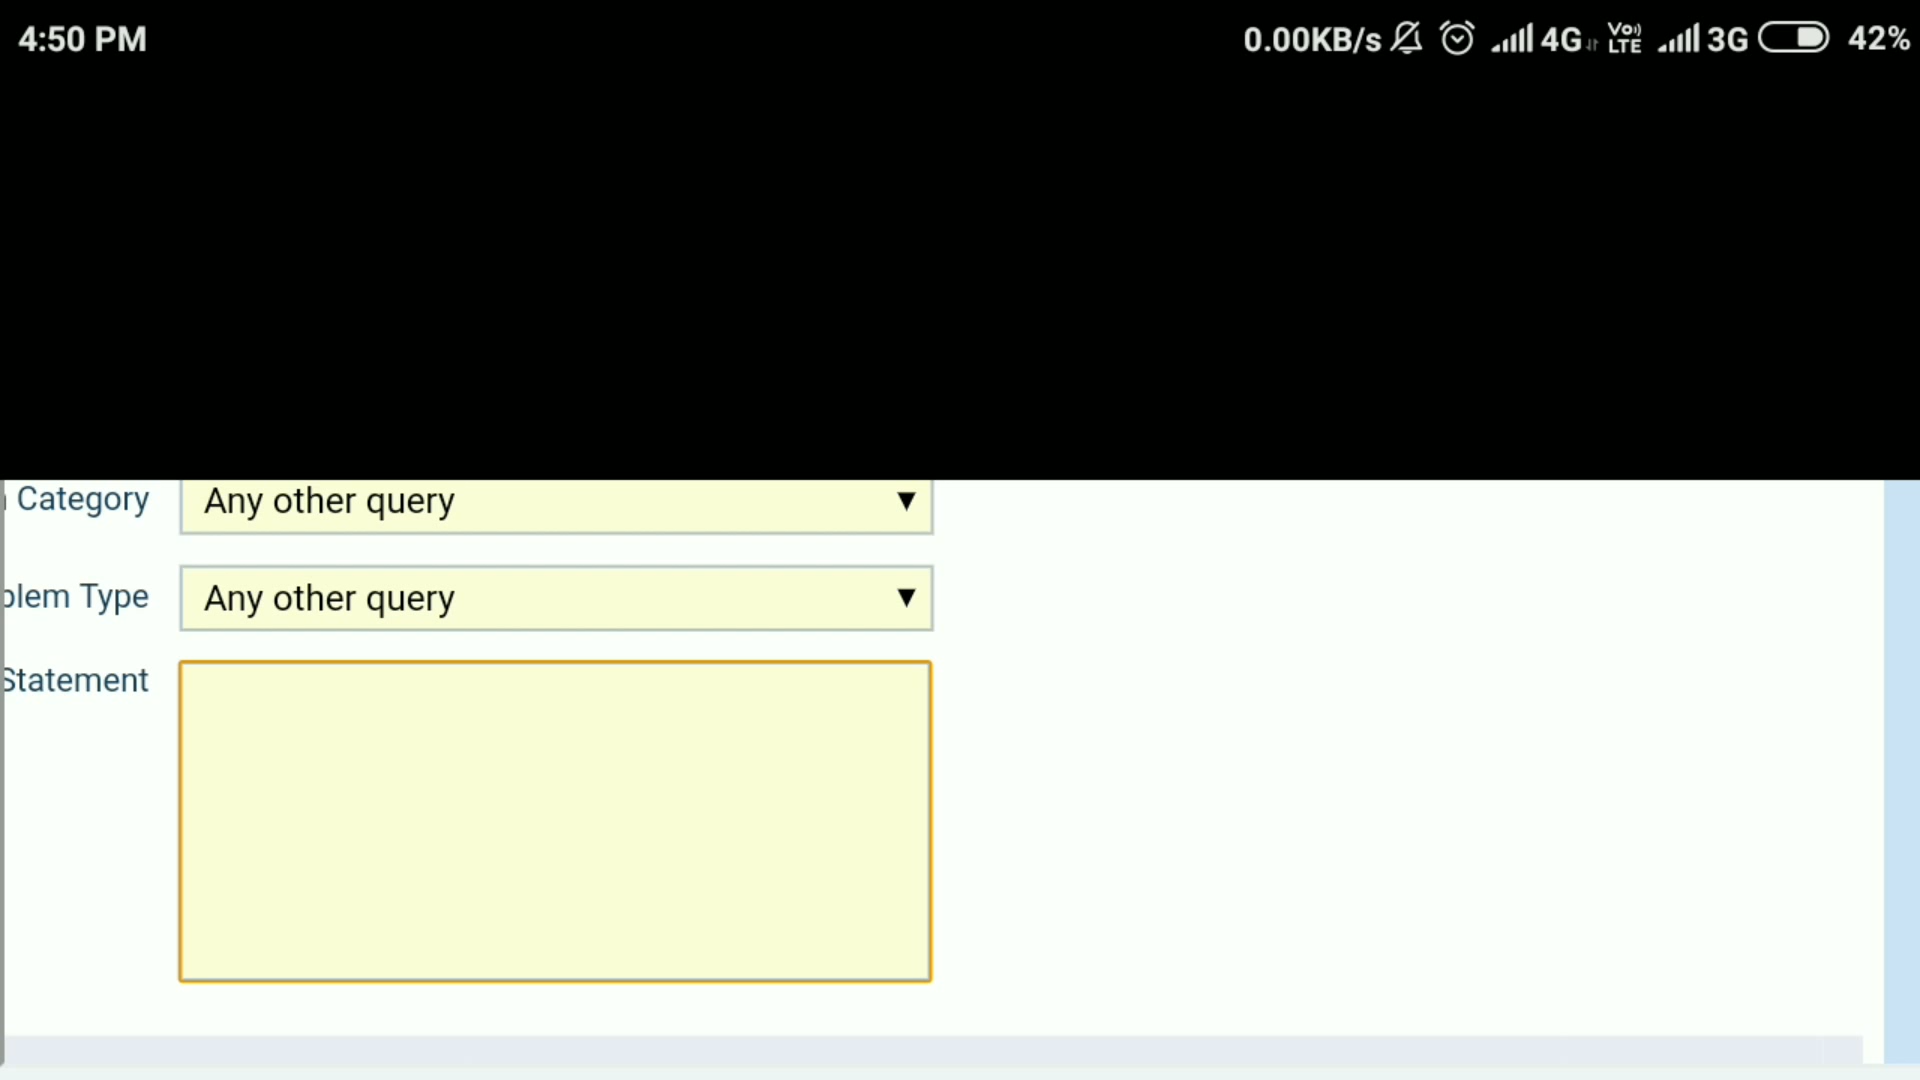 4:50 PM 0.00KB/s 4G Vo) LTE 3G 42%
Category Any other query
Type Any other query
Statement